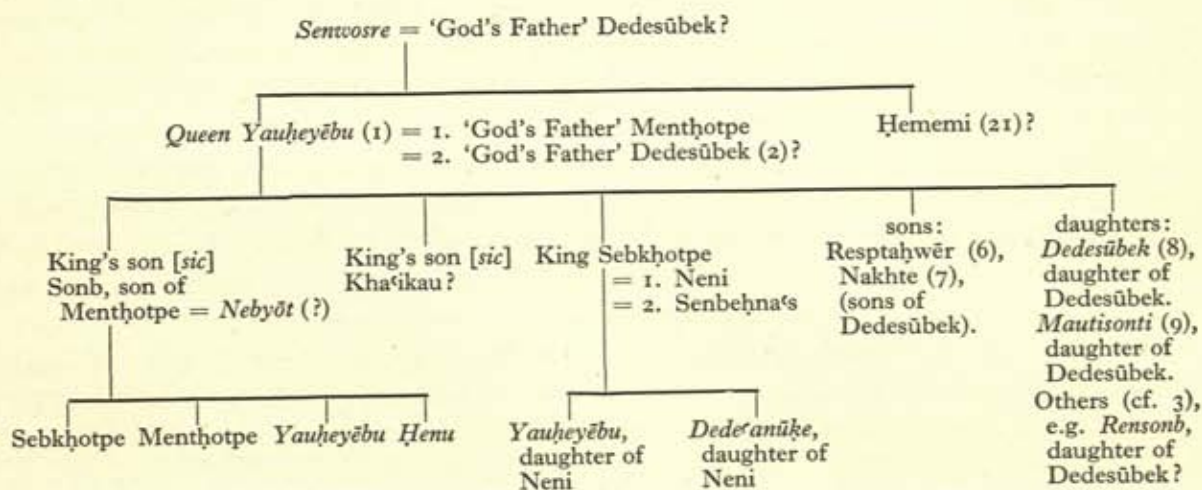 Senwosre = 'God's Father' Dedesūbek?
Queen Yauḥeyēbu (1) = 1. 'God's Father' Menthotpe
= 2. 'God's Father' Dedesūbek (2)?
Ḥememi (21)?
King's son [sic]
Sonb, son of
Menthotpe = Nebyōt (?)
King's son [sic]
Khaʿikau?
King Sebkḥotpe
= 1. Neni
= 2. Senbeḥnaʿs
sons:
Resptaḥwēr (6),
Nakhte (7),
(sons of
Dedesūbek).
daughters:
Dedesūbek (8),
daughter of
Dedesūbek.
Mautisonti (9),
daughter of
Dedesūbek.
Others (cf. 3),
e.g. Rensonb,
daughter of
Dedesūbek?
Sebkḥotpe Menthotpe Yauḥeyēbu Ḥenu
Yauḥeyēbu,
daughter of
Neni
Dedeʿanūḳe,
daughter of
Neni